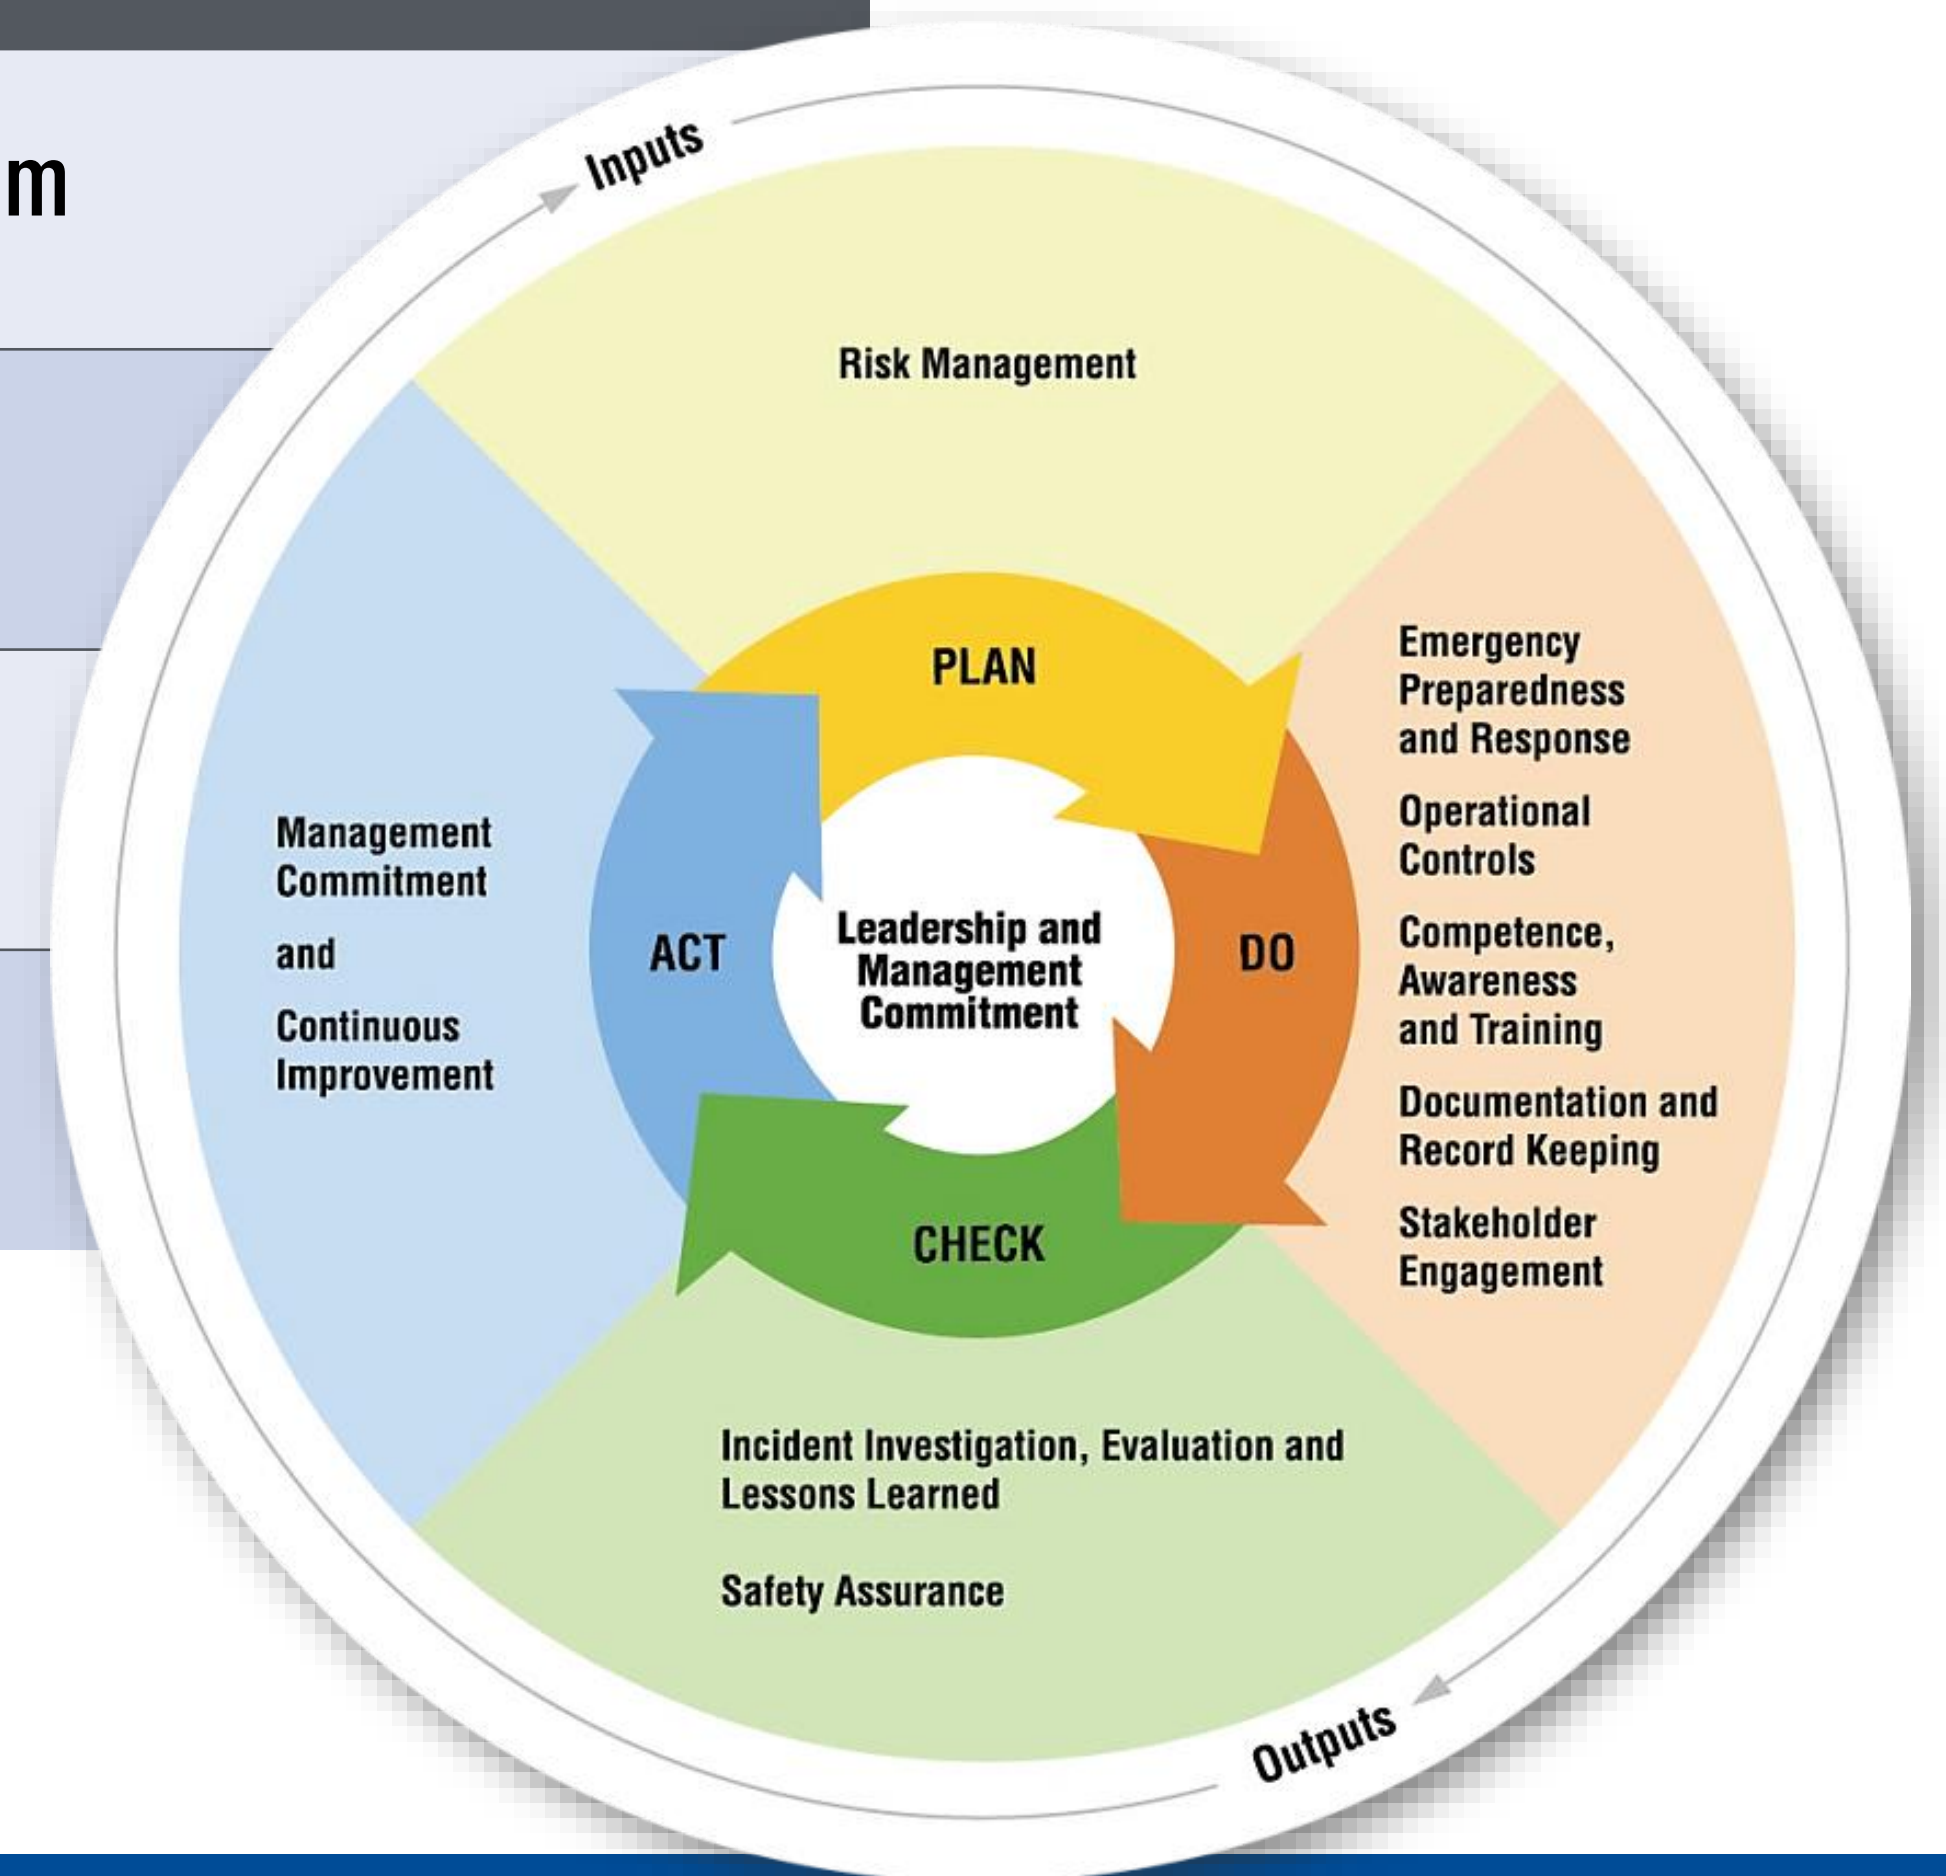 m
Inputs
Risk Management
PLAN
Emergency
Preparedness
and Response
Operational
Controls
Competence,
Awareness
and Training
Documentation and
Record Keeping
Stakeholder
Engagement
DO
Leadership and
Management
Commitment
ACT
Management
Commitment
and
Continuous
Improvement
CHECK
Incident Investigation, Evaluation and
Lessons Learned
Safety Assurance
Outputs